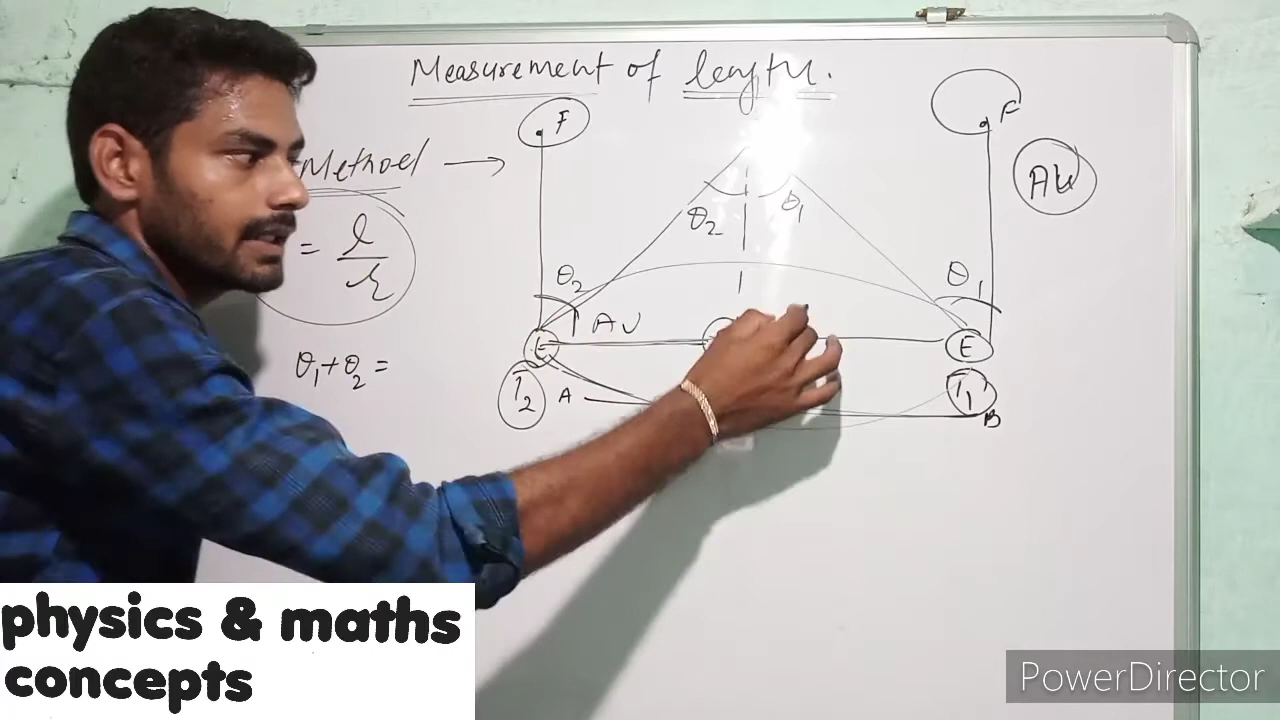 Measurement of length.
F
F
Method →
AU
θ2
θ1
= l/r
θ2
θ1
AU
E
E
θ1+θ2 =
T2
A
T1
B
physics & maths
concepts
PowerDirector